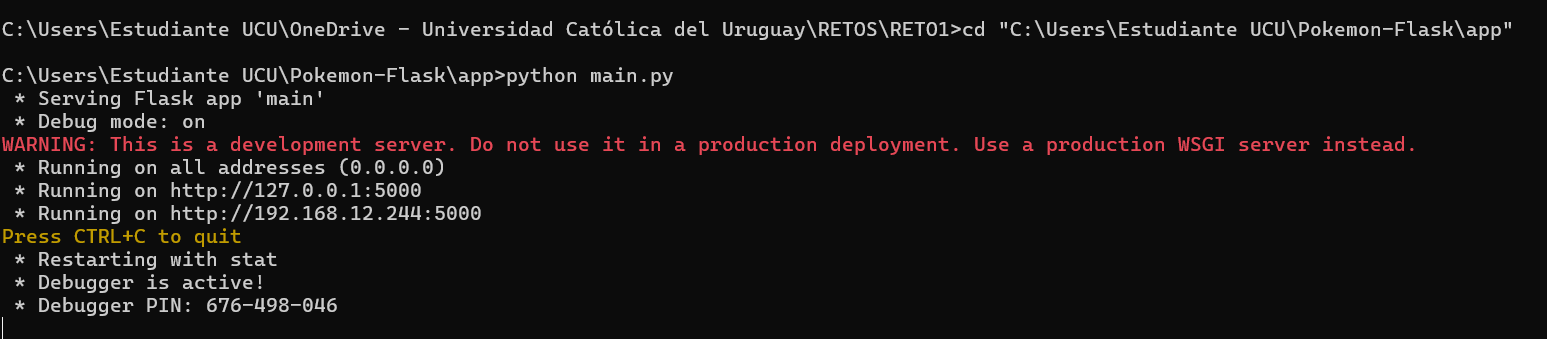 C:\Users\Estudiante UCU\OneDrive - Universidad Católica del Uruguay\RETOS\RETO1>cd "C:\Users\Estudiante UCU\Pokemon-Flask\app"
C:\Users\Estudiante UCU\Pokemon-Flask\app>python main.py
 * Serving Flask app 'main'
 * Debug mode: on
WARNING: This is a development server. Do not use it in a production deployment. Use a production WSGI server instead.
 * Running on all addresses (0.0.0.0)
 * Running on http://127.0.0.1:5000
 * Running on http://192.168.12.244:5000
Press CTRL+C to quit
 * Restarting with stat
 * Debugger is active!
 * Debugger PIN: 676-498-046